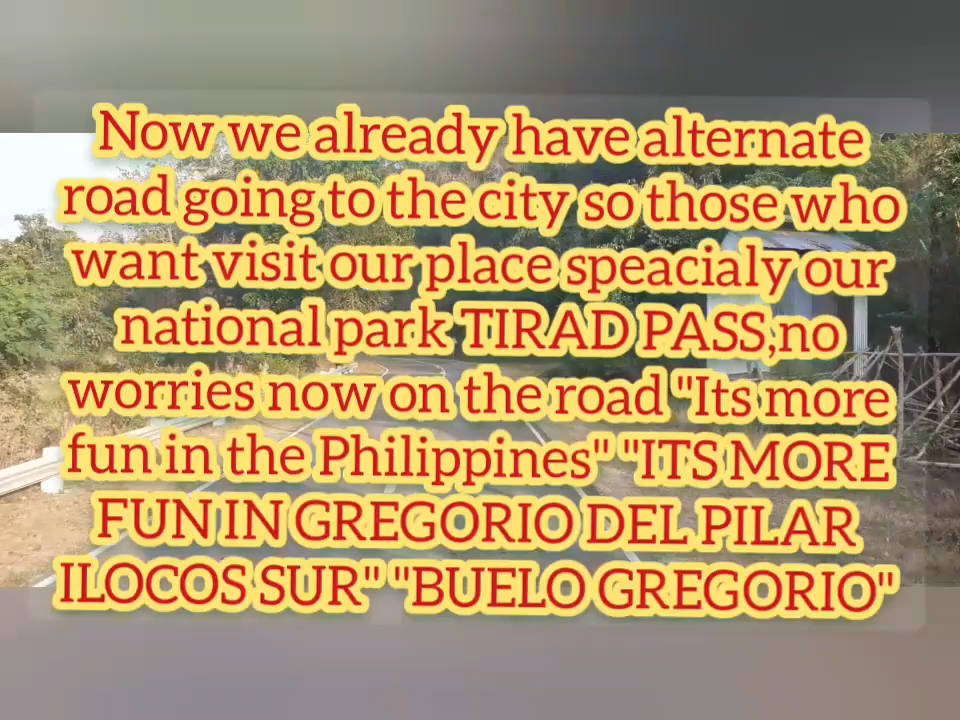 Now we already have alternate
road going to the city so those who
want visit our place speacialy our
national park TIRAD PASS,no
worries now on the road "Its more
fun in the Philippines" "ITS MORE
FUN IN GREGORIO DEL PILAR
ILOCOS SUR" "BUELO GREGORIO"